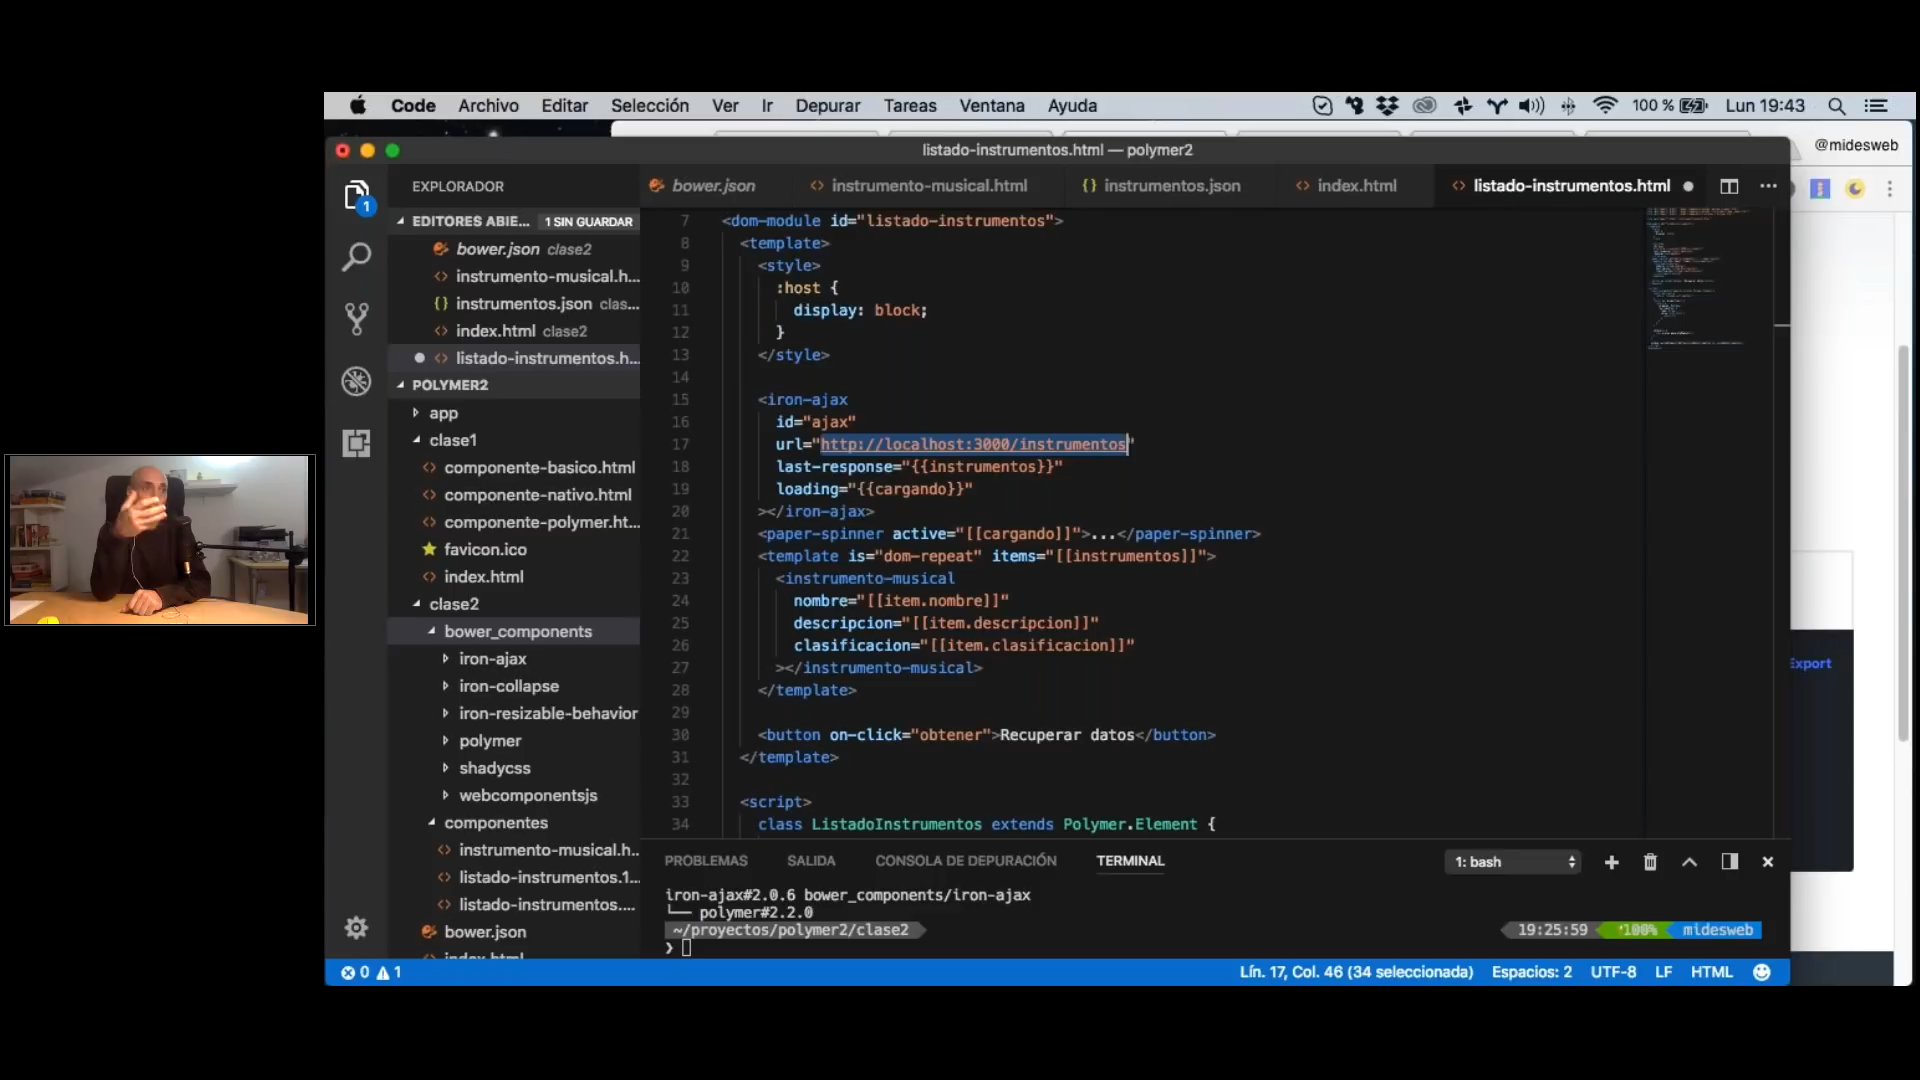 Code Archivo Editar Selección Ver Ir Depurar Tareas Ventana Ayuda 100 % Lun 19:43
@midesweb
listado-instrumentos.html — polymer2
EXPLORADOR
bower.json instrumento-musical.html {} instrumentos.json index.html listado-instrumentos.html
EDITORES ABIE... 1 SIN GUARDAR
bower.json clase2
instrumento-musical.h...
{} instrumentos.json clas...
index.html clase2
listado-instrumentos.h...
POLYMER2
app
clase1
componente-basico.html
componente-nativo.html
componente-polymer.ht...
favicon.ico
index.html
clase2
bower_components
iron-ajax
iron-collapse
iron-resizable-behavior
polymer
shadycss
webcomponentsjs
componentes
instrumento-musical.h...
listado-instrumentos.1...
listado-instrumentos....
bower.json
index.html
1
7 <dom-module id="listado-instrumentos">
8 <template>
9 <style>
10 :host {
11 display: block;
12 }
13 </style>
14
15 <iron-ajax
16 id="ajax"
17 url="http://localhost:3000/instrumentos"
18 last-response="{{instrumentos}}"
19 loading="{{cargando}}"
20 ></iron-ajax>
21 <paper-spinner active="[[cargando]]">...</paper-spinner>
22 <template is="dom-repeat" items="[[instrumentos]]">
23 <instrumento-musical
24 nombre="[[item.nombre]]"
25 descripcion="[[item.descripcion]]"
26 clasificacion="[[item.clasificacion]]"
27 ></instrumento-musical>
28 </template>
29
30 <button on-click="obtener">Recuperar datos</button>
31 </template>
32
33 <script>
34 class ListadoInstrumentos extends Polymer.Element {
Export
PROBLEMAS SALIDA CONSOLA DE DEPURACIÓN TERMINAL 1: bash
iron-ajax#2.0.6 bower_components/iron-ajax
└── polymer#2.2.0
~/proyectos/polymer2/clase2 19:25:59 100% midesweb
❯
0 1 Lín. 17, Col. 46 (34 seleccionada) Espacios: 2 UTF-8 LF HTML